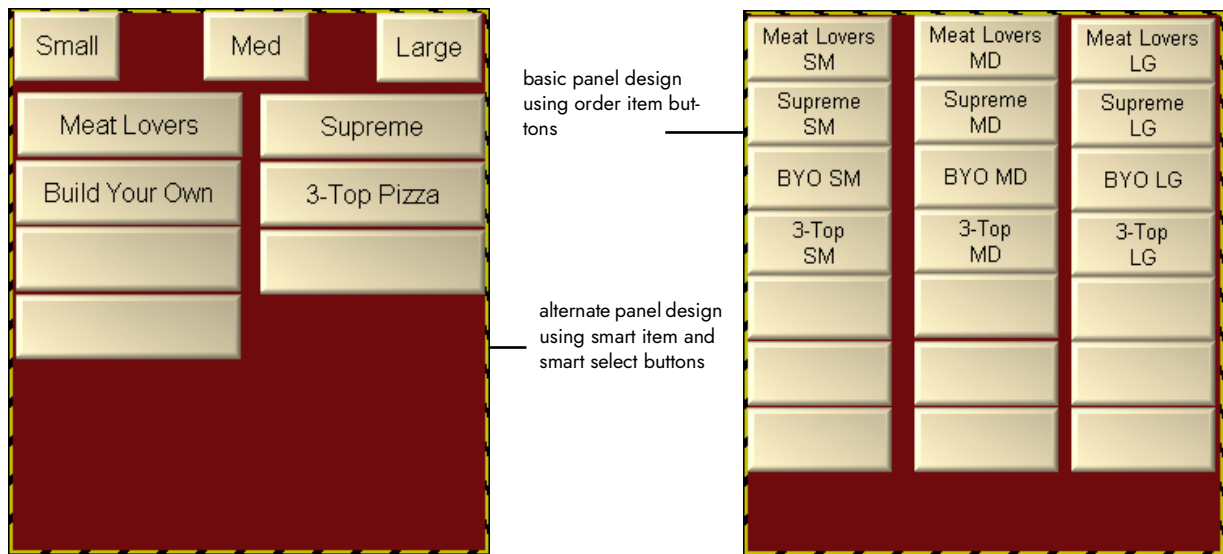 Small
Med
Large
Meat Lovers
Supreme
Build Your Own
3-Top Pizza
basic panel design
using order item but-
tons
alternate panel design
using smart item and
smart select buttons
Meat Lovers
SM
Meat Lovers
MD
Meat Lovers
LG
Supreme
SM
Supreme
MD
Supreme
LG
BYO SM
BYO MD
BYO LG
3-Top
SM
3-Top
MD
3-Top
LG